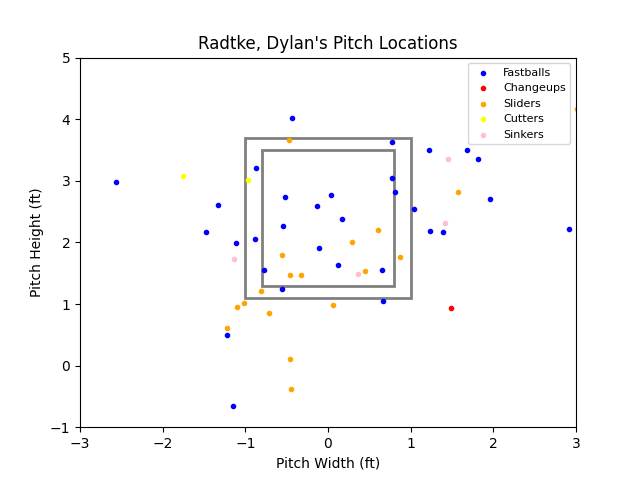 Radtke, Dylan's Pitch Locations
Fastballs
Changeups
Sliders
Cutters
Sinkers
5
4
3
2
1
0
−1
Pitch Height (ft)
−3 −2 −1 0 1 2 3
Pitch Width (ft)